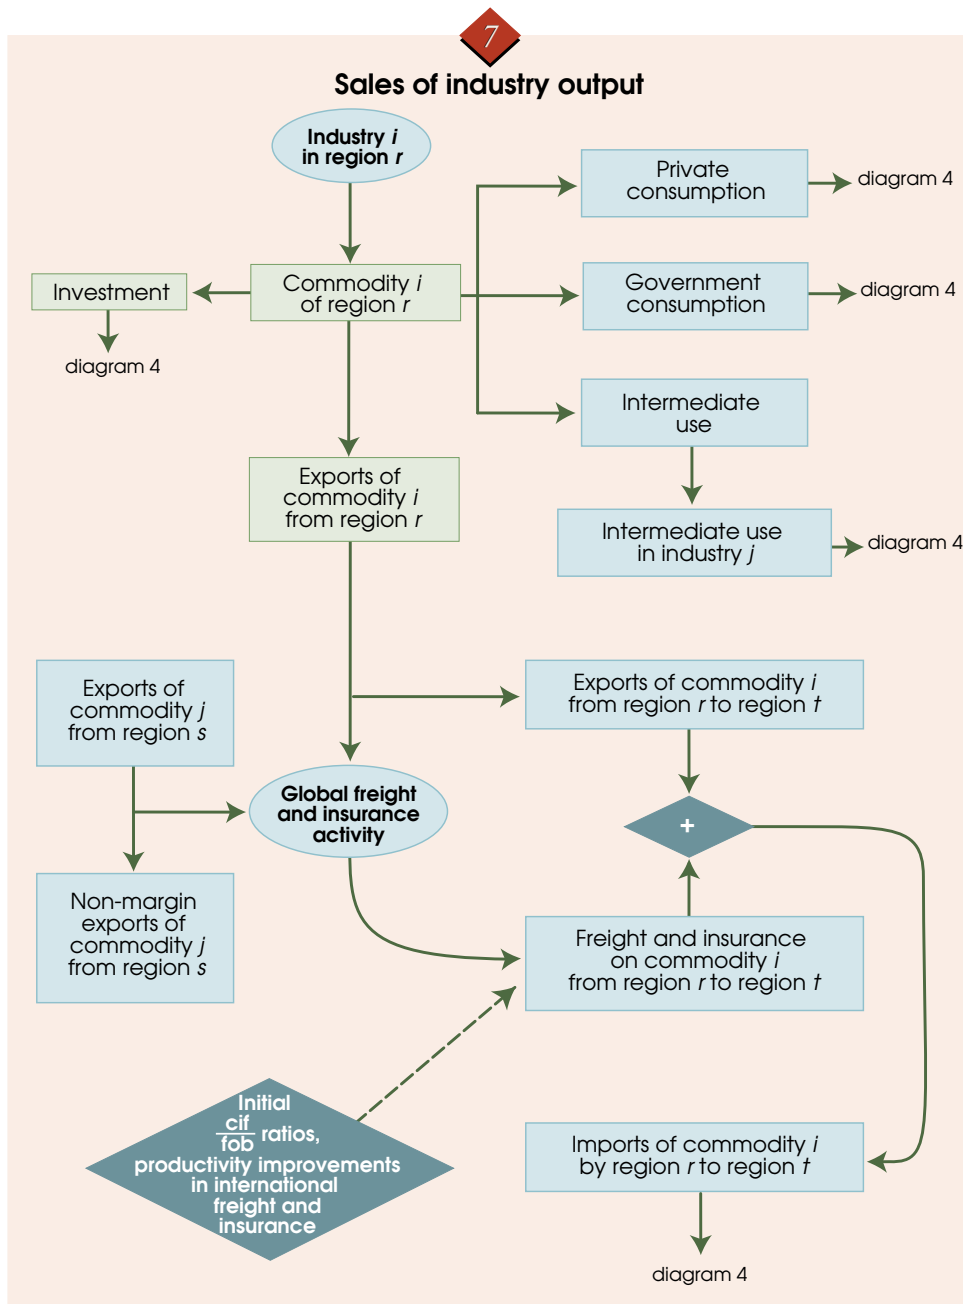 7
Sales of industry output
Industry i
in region r
Private
consumption
diagram 4
Investment
Commodity i
of region r
Government
consumption
diagram 4
diagram 4
Intermediate
use
Exports of
commodity i
from region r
Intermediate use
in industry j
diagram 4
Exports of
commodity j
from region s
Exports of commodity i
from region r to region t
Global freight
and insurance
activity
+
Non-margin
exports of
commodity j
from region s
Freight and insurance
on commodity i
from region r to region t
Initial
cif
fob ratios,
productivity improvements
in international
freight and
insurance
Imports of commodity i
by region r to region t
diagram 4